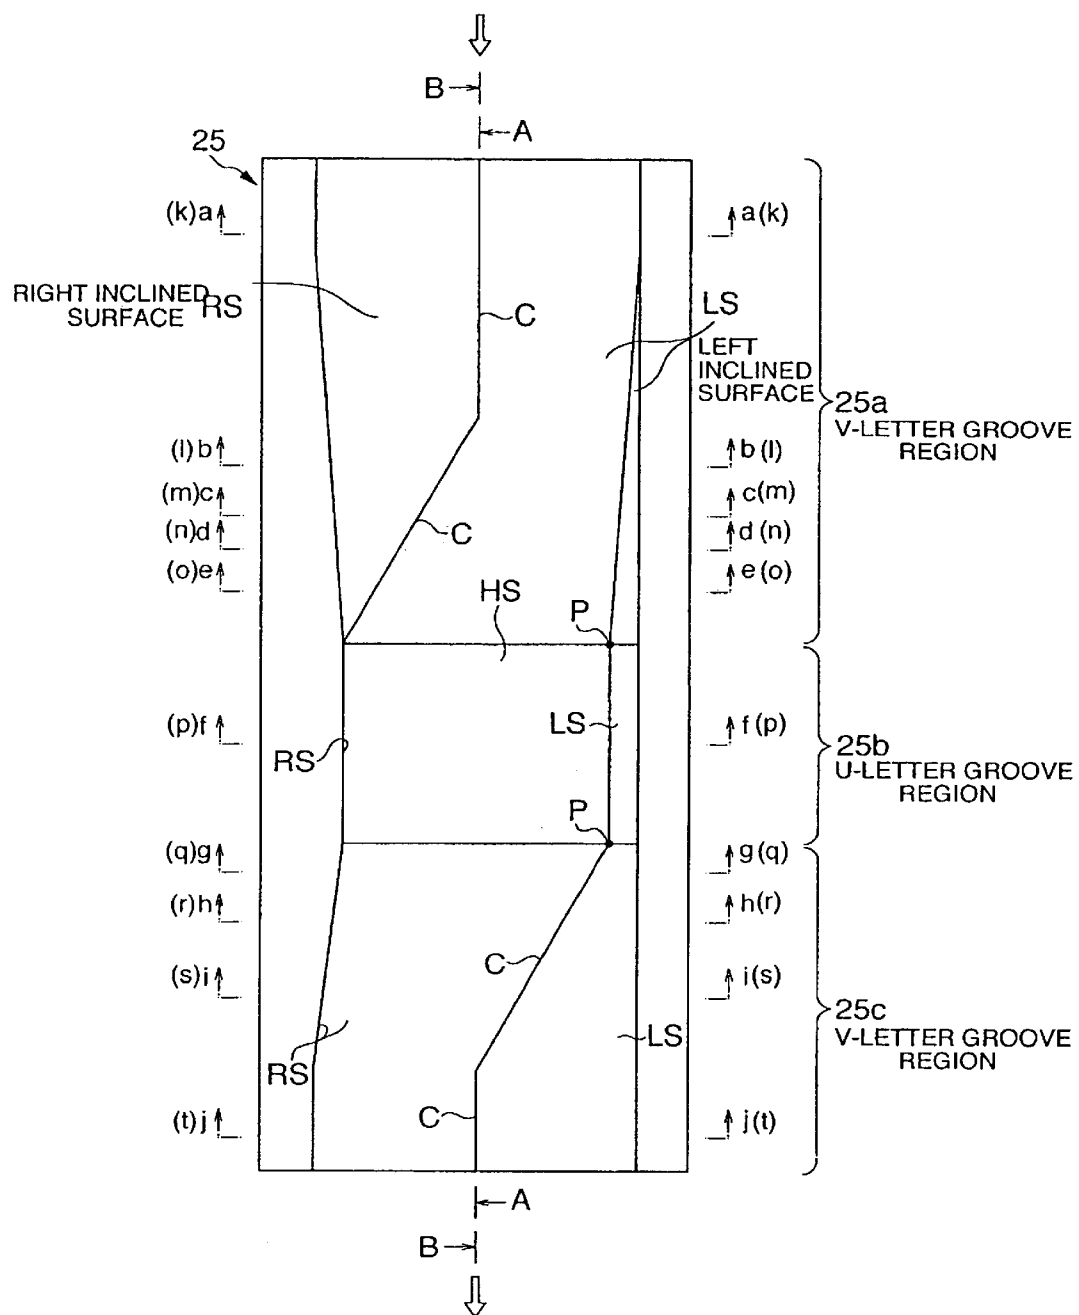 B
A
25
(k)a
a(k)
RIGHT INCLINED
SURFACE
RS
C
LS
LEFT
INCLINED
SURFACE
25a
V-LETTER GROOVE
REGION
(l) b
b (l)
(m)c
c(m)
(n)d
d (n)
C
(o)e
e (o)
HS
P
(p)f
LS
f (p)
RS
25b
U-LETTER GROOVE
REGION
P
(q)g
g(q)
(r)h
h(r)
C
(s)i
i(s)
25c
V-LETTER GROOVE
REGION
LS
RS
(t)j
C
j(t)
A
B